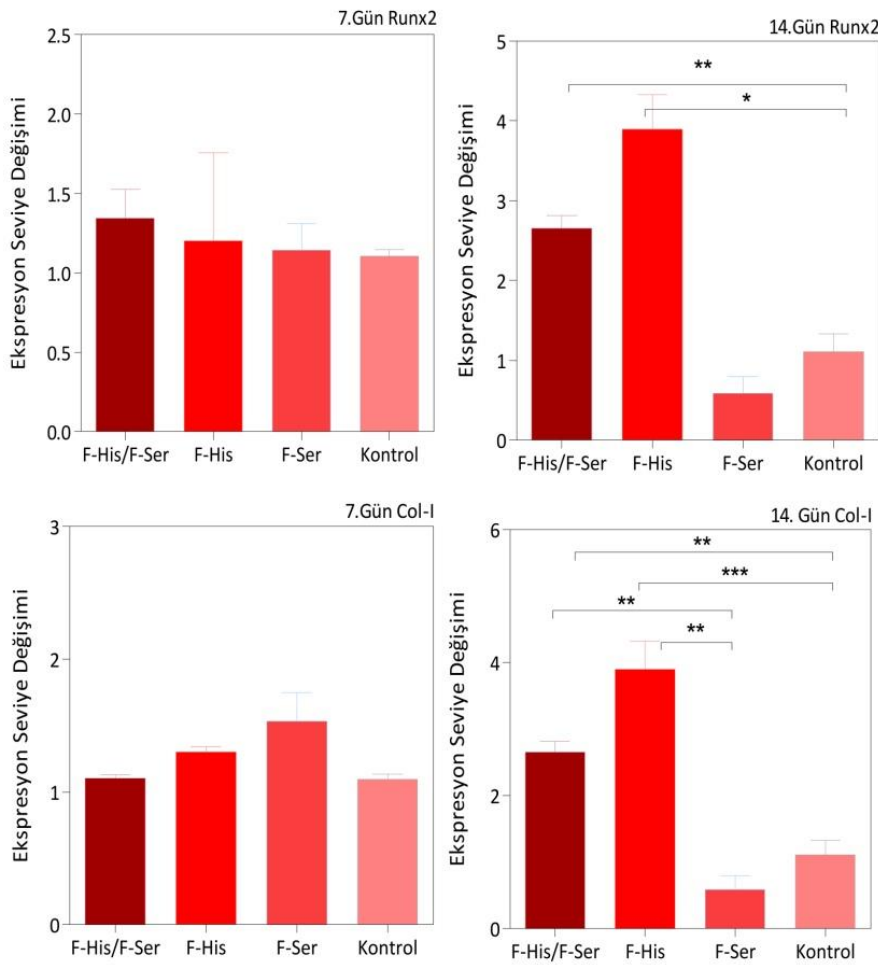 7.Gün Runx2
Ekspresyon Seviye Değişimi
2.5
2.0
1.5
1.0
0.5
0.0
F-His/F-Ser F-His F-Ser Kontrol
14.Gün Runx2
Ekspresyon Seviye Değişimi
5
4
3
2
1
0
**
*
F-His/F-Ser F-His F-Ser Kontrol
7.Gün Col-I
Ekspresyon Seviye Değişimi
3
2
1
0
F-His/F-Ser F-His F-Ser Kontrol
14. Gün Col-I
Ekspresyon Seviye Değişimi
6
4
2
0
**
***
**
**
F-His/F-Ser F-His F-Ser Kontrol